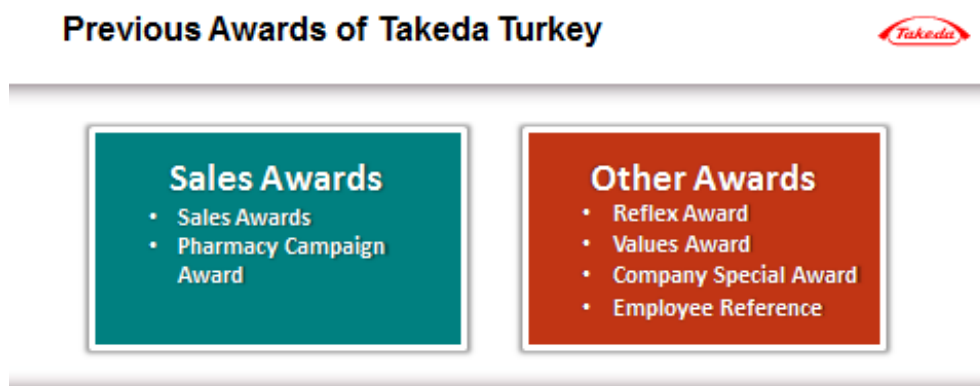 Previous Awards of Takeda Turkey
Takeda
Sales Awards
• Sales Awards
• Pharmacy Campaign
Award
Other Awards
• Reflex Award
• Values Award
• Company Special Award
• Employee Reference